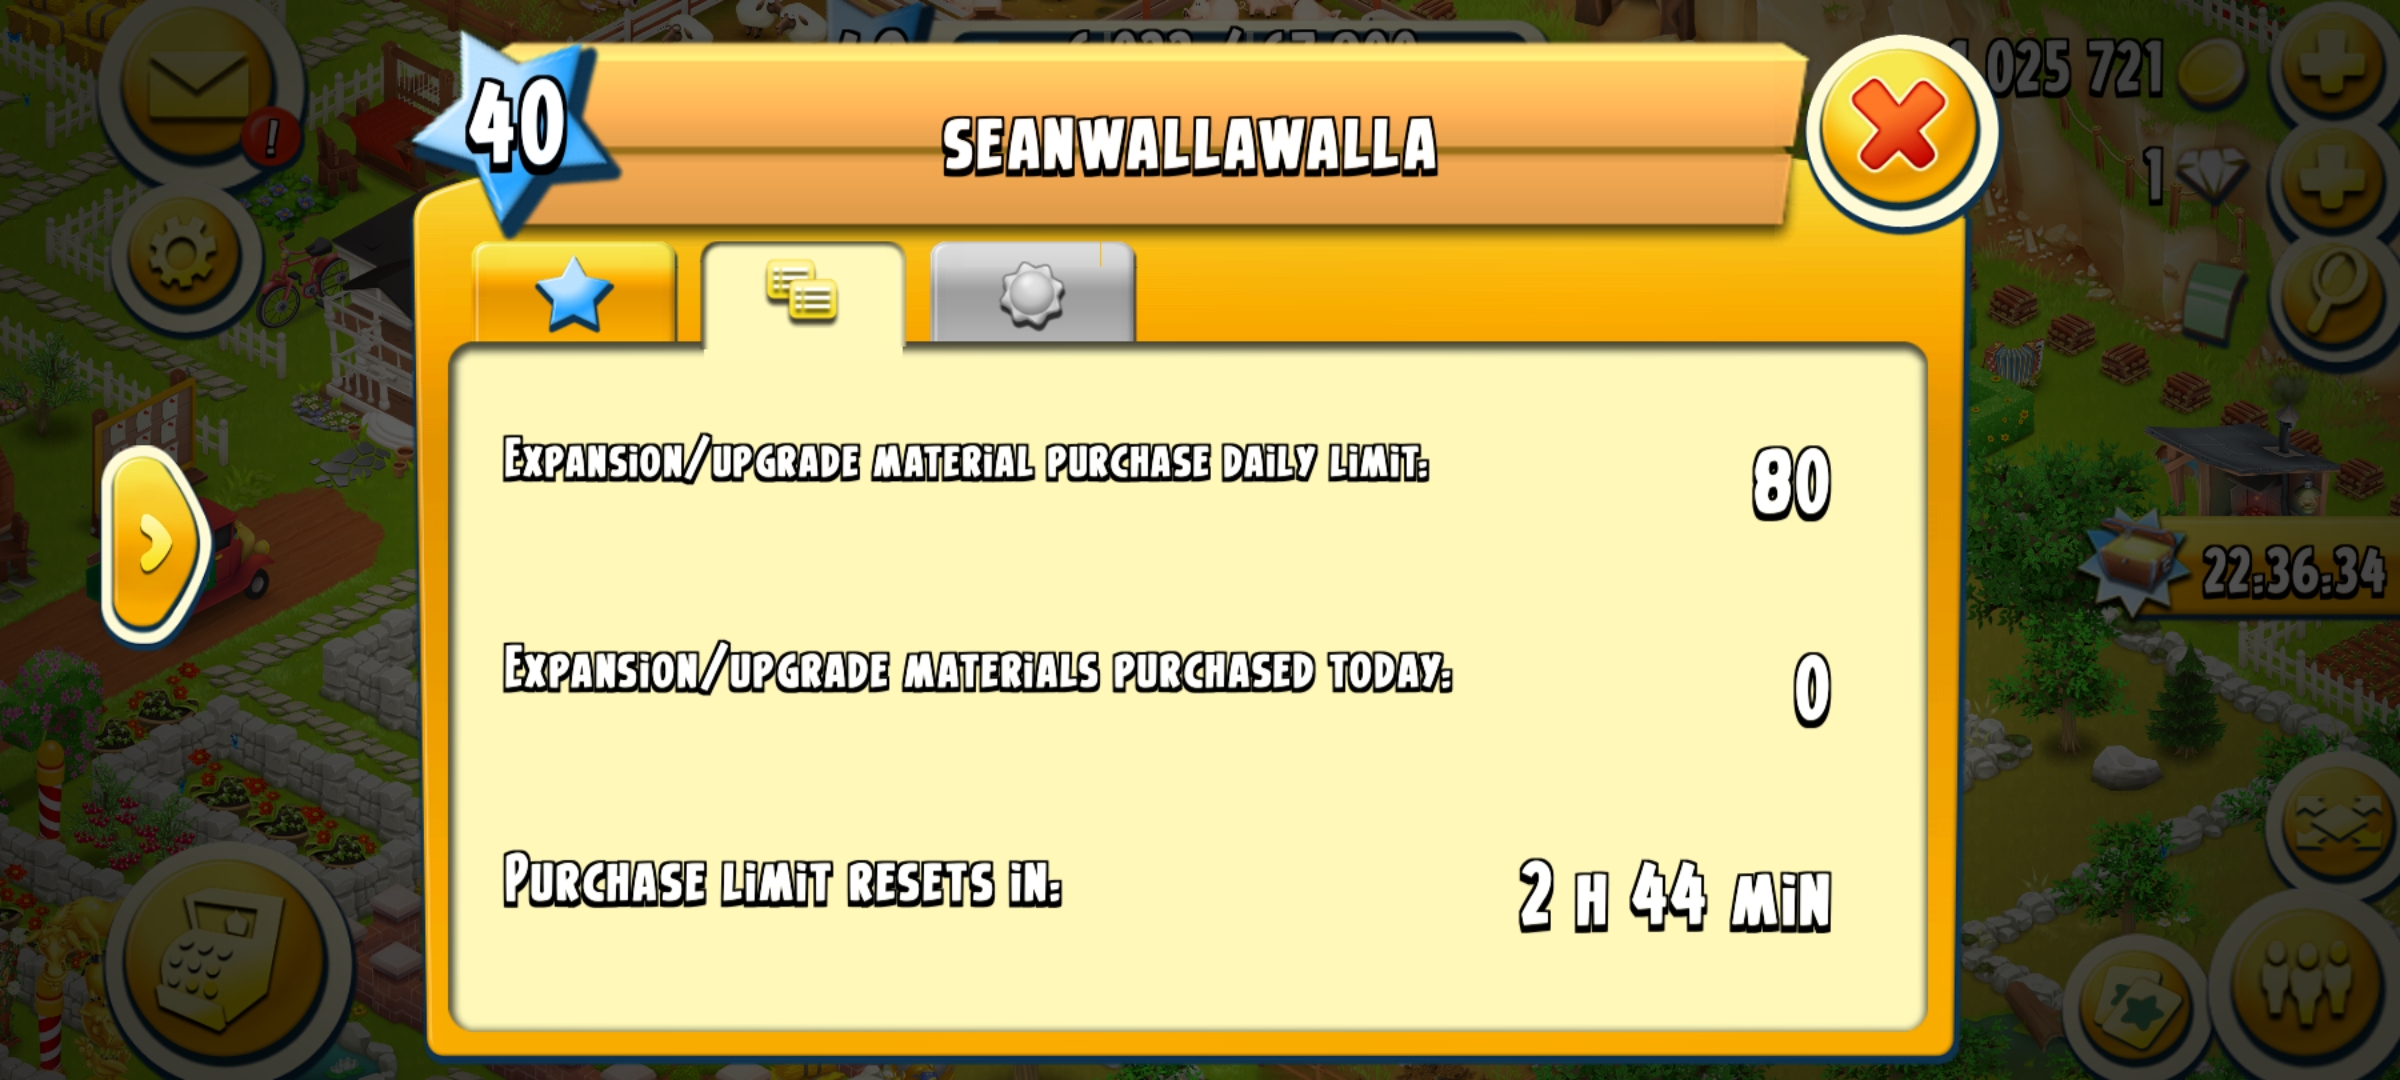 40
SEANWALLAWALLA
025 721
1
!
EXPANSION/UPGRADE MATERIAL PURCHASE DAILY LIMIT:
80
22:36:34
EXPANSION/UPGRADE MATERIALS PURCHASED TODAY:
0
PURCHASE LIMIT RESETS IN:
2 H 44 MIN